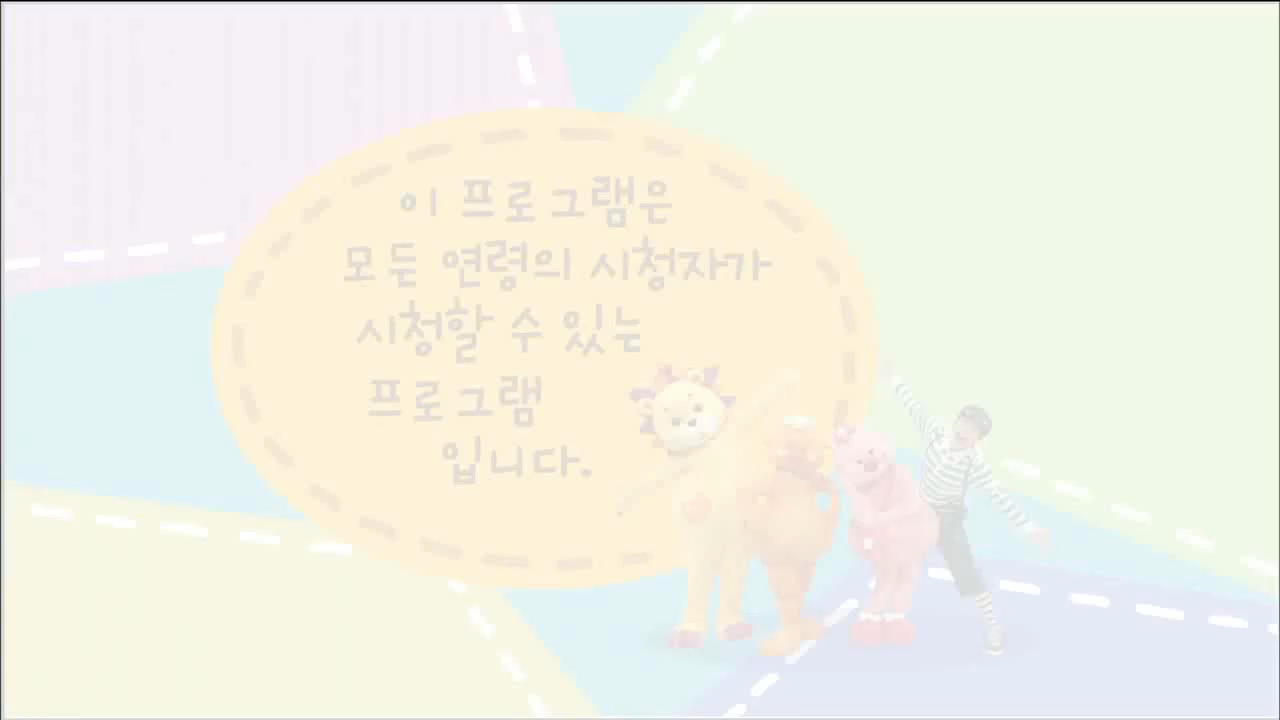 이 프로그램은
모든 연령의 시청자가
시청할 수 있는
프로그램
입니다.